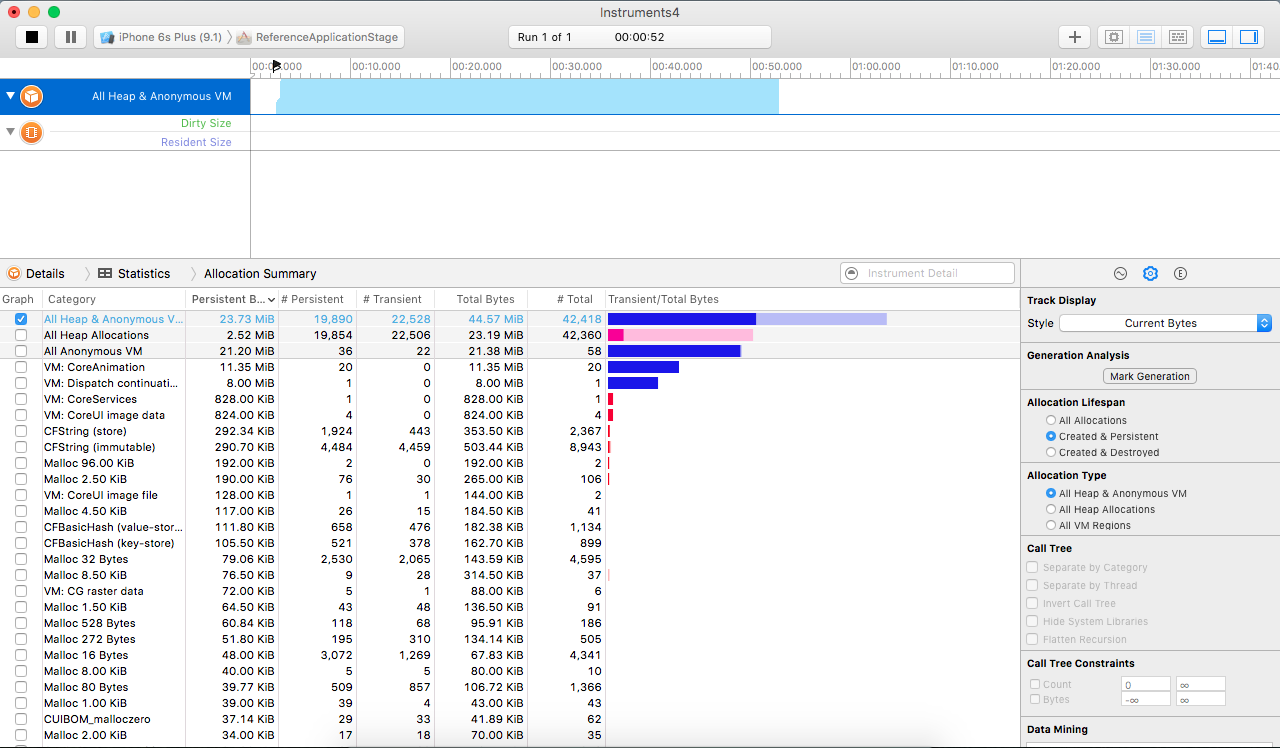 Instruments4
iPhone 6s Plus (9.1) ReferenceApplicationStage
Run 1 of 1 00:00:52
00:10.000 00:20.000 00:30.000 00:40.000 00:50.000 01:00.000 01:10.000 01:20.000 01:30.000 01:40.
All Heap & Anonymous VM
Dirty Size
Resident Size
Details Statistics Allocation Summary Instrument Detail
Graph Category Persistent B... # Persistent # Transient Total Bytes # Total Transient/Total Bytes
All Heap & Anonymous V... 23.73 MiB 19,890 22,528 44.57 MiB 42,418
All Heap Allocations 2.52 MiB 19,854 22,506 23.19 MiB 42,360
All Anonymous VM 21.20 MiB 36 22 21.38 MiB 58
VM: CoreAnimation 11.35 MiB 20 0 11.35 MiB 20
VM: Dispatch continuati... 8.00 MiB 1 0 8.00 MiB 1
VM: CoreServices 828.00 KiB 1 0 828.00 KiB 1
VM: CoreUI image data 824.00 KiB 4 0 824.00 KiB 4
CFString (store) 292.34 KiB 1,924 443 353.50 KiB 2,367
CFString (immutable) 290.70 KiB 4,484 4,459 503.44 KiB 8,943
Malloc 96.00 KiB 192.00 KiB 2 0 192.00 KiB 2
Malloc 2.50 KiB 190.00 KiB 76 30 265.00 KiB 106
VM: CoreUI image file 128.00 KiB 1 1 144.00 KiB 2
Malloc 4.50 KiB 117.00 KiB 26 15 184.50 KiB 41
CFBasicHash (value-stor... 111.80 KiB 658 476 182.38 KiB 1,134
CFBasicHash (key-store) 105.50 KiB 521 378 162.70 KiB 899
Malloc 32 Bytes 79.06 KiB 2,530 2,065 143.59 KiB 4,595
Malloc 8.50 KiB 76.50 KiB 9 28 314.50 KiB 37
VM: CG raster data 72.00 KiB 5 1 88.00 KiB 6
Malloc 1.50 KiB 64.50 KiB 43 48 136.50 KiB 91
Malloc 528 Bytes 60.84 KiB 118 68 95.91 KiB 186
Malloc 272 Bytes 51.80 KiB 195 310 134.14 KiB 505
Malloc 16 Bytes 48.00 KiB 3,072 1,269 67.83 KiB 4,341
Malloc 8.00 KiB 40.00 KiB 5 5 80.00 KiB 10
Malloc 80 Bytes 39.77 KiB 509 857 106.72 KiB 1,366
Malloc 1.00 KiB 39.00 KiB 39 4 43.00 KiB 43
CUIBOM_malloczero 37.14 KiB 29 33 41.89 KiB 62
Malloc 2.00 KiB 34.00 KiB 17 18 70.00 KiB 35
E
Track Display
Style Current Bytes
Generation Analysis
Mark Generation
Allocation Lifespan
All Allocations
Created & Persistent
Created & Destroyed
Allocation Type
All Heap & Anonymous VM
All Heap Allocations
All VM Regions
Call Tree
Separate by Category
Separate by Thread
Invert Call Tree
Hide System Libraries
Flatten Recursion
Call Tree Constraints
Count 0 ∞
Bytes -∞ ∞
Data Mining